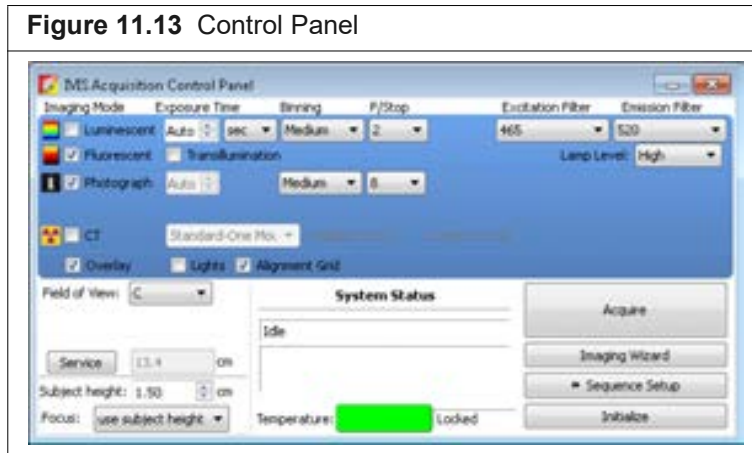 Figure 11.13 Control Panel
IVIS Acquisition Control Panel
Imaging Mode Exposure Time Binning F/Stop Excitation Filter Emission Filter
Luminescent Auto sec Medium 2 465 520
Fluorescent Transillumination Lamp Level: High
Photograph Auto Medium 8
CT Standard-One Mou.
Overlay Lights Alignment Grid
Field of View: C System Status Acquire
Idle
Service 13.4 cm Imaging Wizard
Subject height: 1.50 cm Sequence Setup
Focus: use subject height Temperature: Locked Initialize